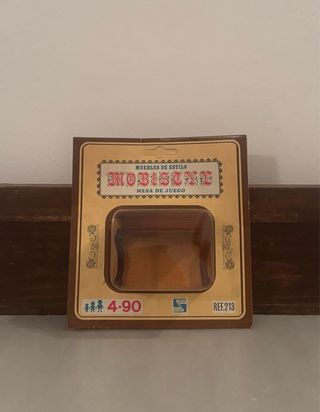 MUEBLES DE ESTILO
MOBISTYL
MESA DE JUEGO
4-90
REF.213